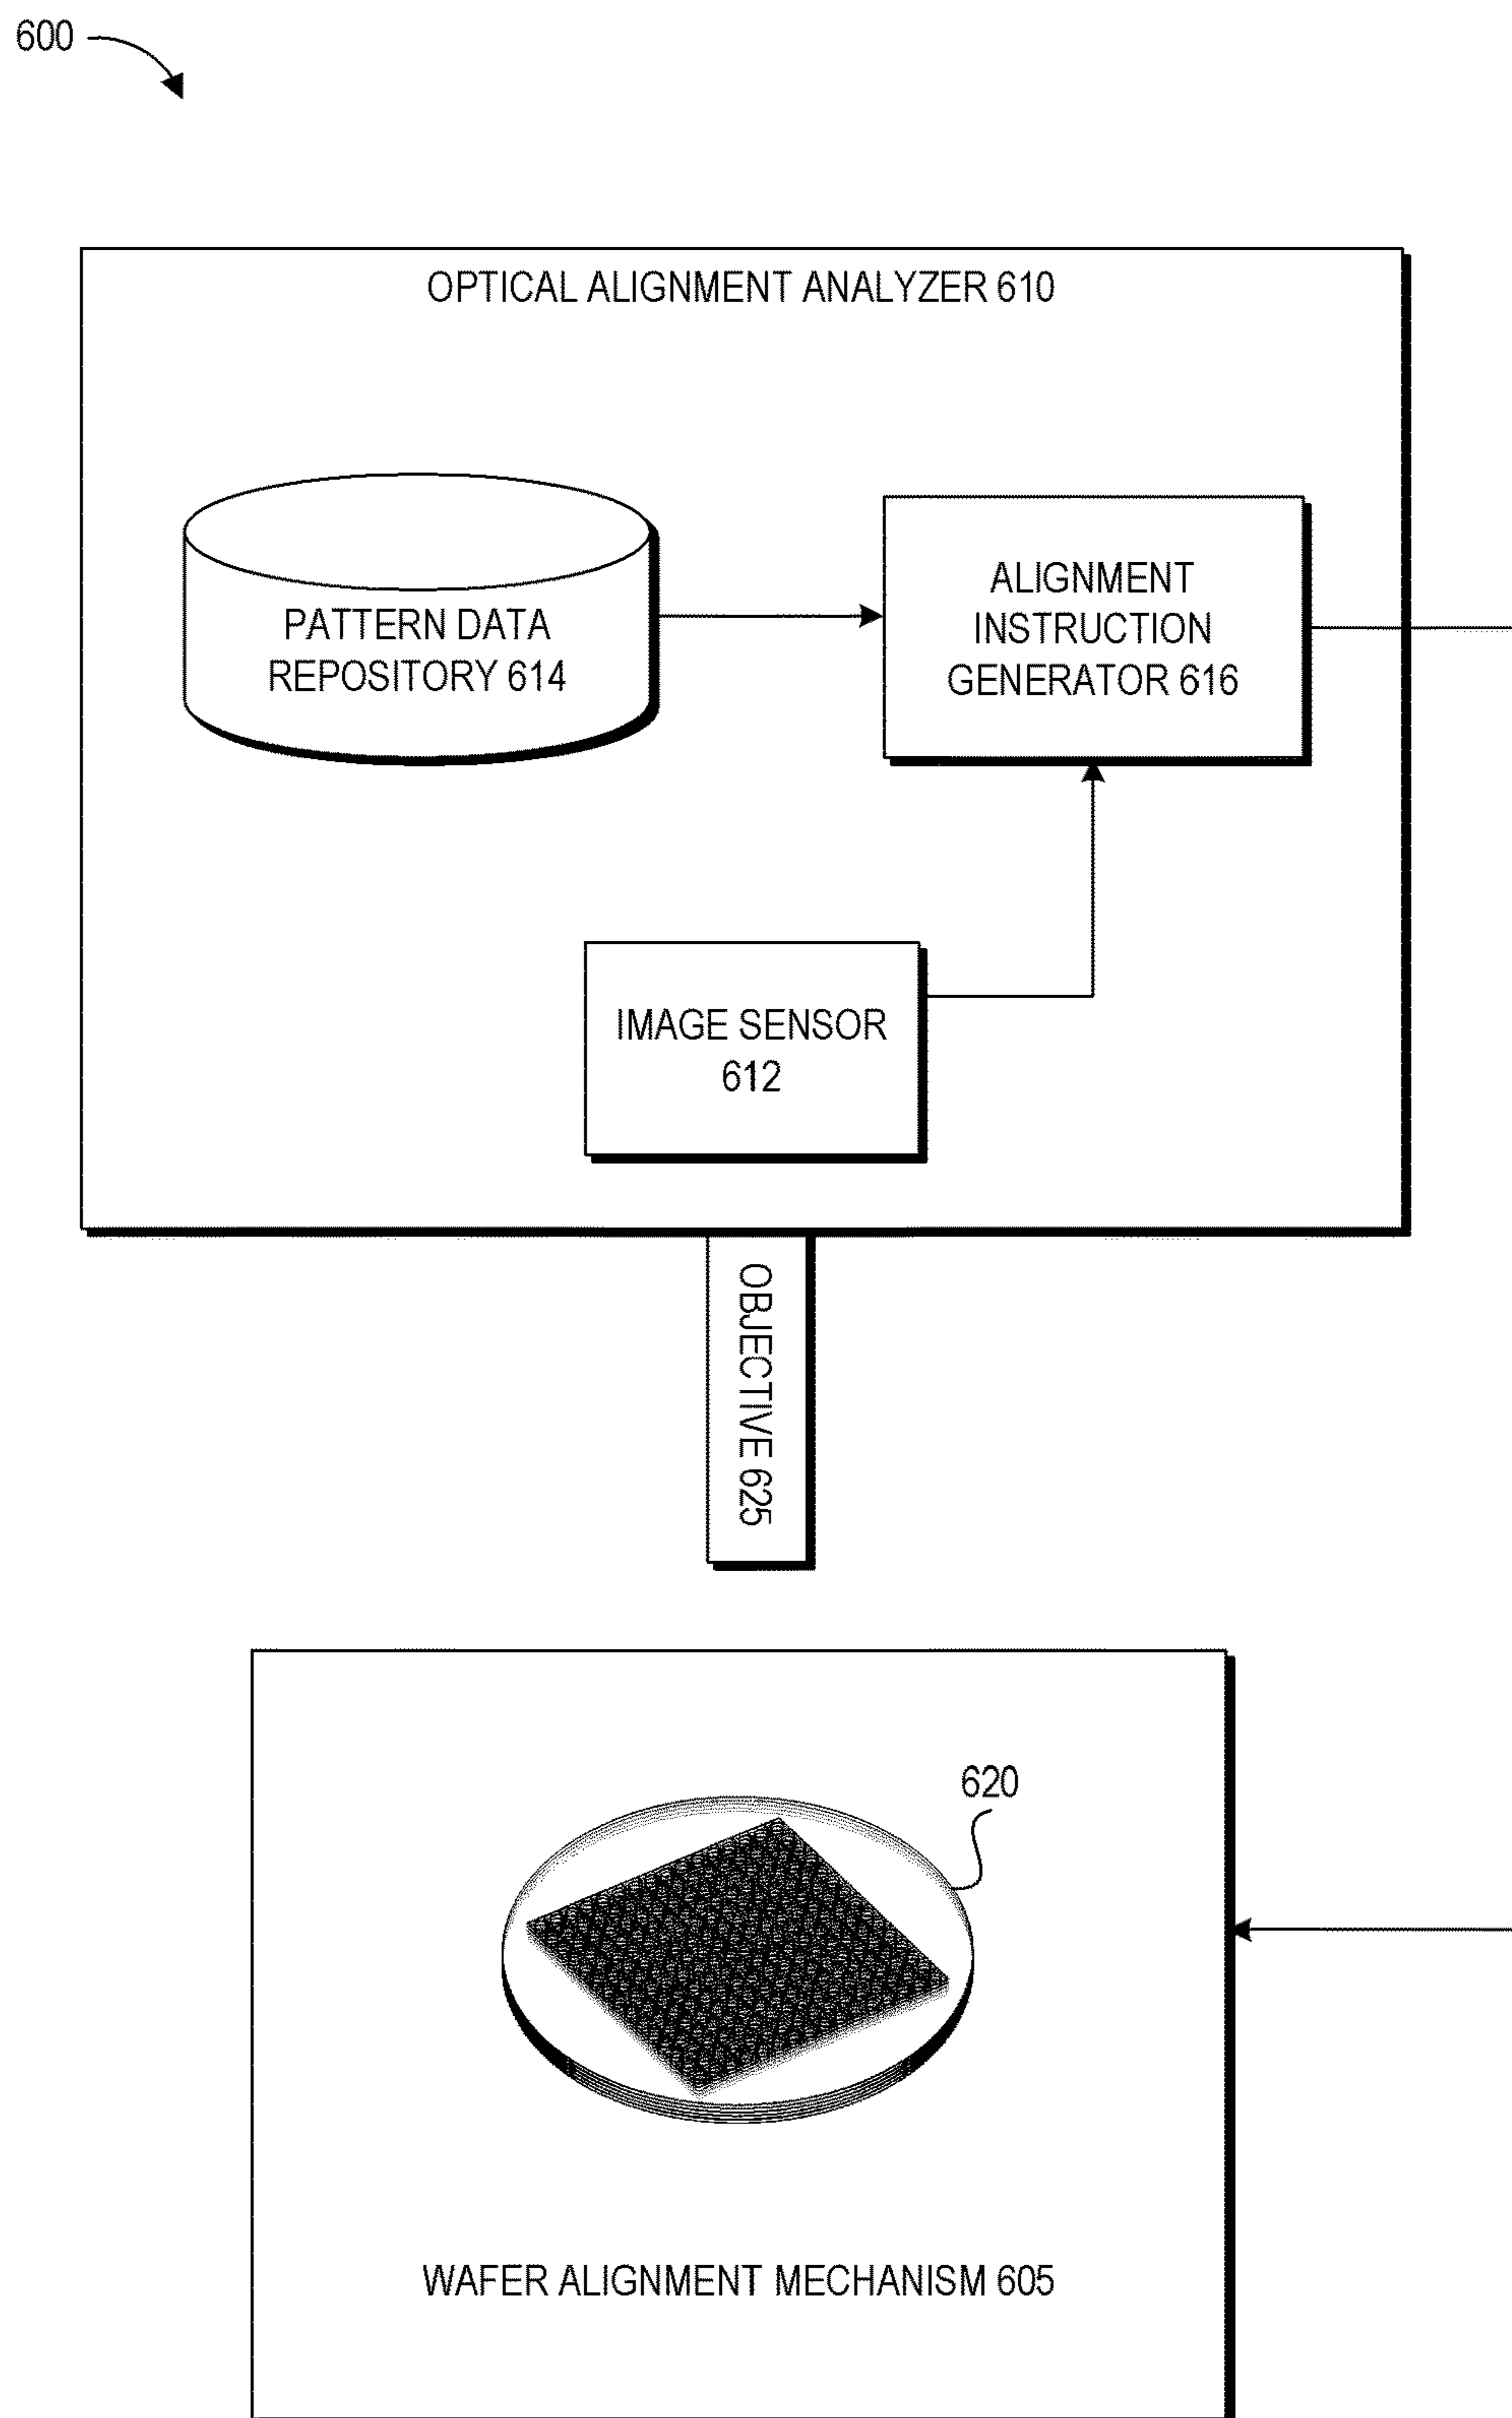 600
OPTICAL ALIGNMENT ANALYZER 610
PATTERN DATA
REPOSITORY 614
ALIGNMENT
INSTRUCTION
GENERATOR 616
IMAGE SENSOR
612
OBJECTIVE 625
620
WAFER ALIGNMENT MECHANISM 605